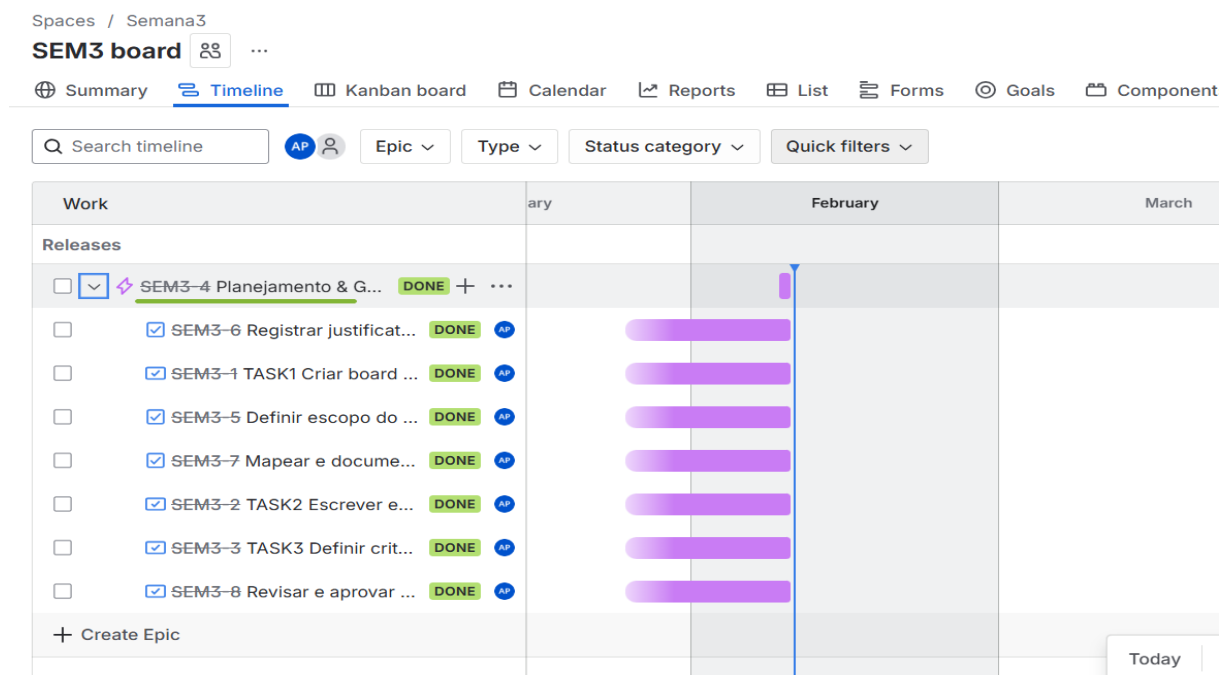 Spaces / Semana3
SEM3 board
Summary Timeline Kanban board Calendar Reports List Forms Goals Component
Search timeline AP Epic Type Status category Quick filters
Work ary February March
Releases
SEM3-4 Planejamento & G... DONE
SEM3-6 Registrar justificat... DONE AP
SEM3-1 TASK1 Criar board ... DONE AP
SEM3-5 Definir escopo do ... DONE AP
SEM3-7 Mapear e docume... DONE AP
SEM3-2 TASK2 Escrever e... DONE AP
SEM3-3 TASK3 Definir crit... DONE AP
SEM3-8 Revisar e aprovar ... DONE AP
Create Epic
Today